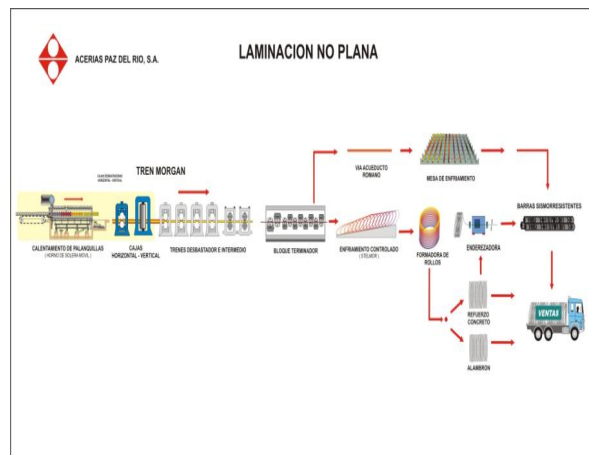 ACERIAS PAZ DEL RIO, S.A.
LAMINACION NO PLANA
TREN MORGAN
CALENTAMIENTO DE PALANQUILLAS
( HORNO DE SOLERA MOVIL )
CAJAS
HORIZONTAL - VERTICAL
TRENES DESBASTADOR E INTERMEDIO
BLOQUE TERMINADOR
VIA ACUEDUCTO
ROMANO
MESA DE ENFRIAMIENTO
ENFRIAMIENTO CONTROLADO
( STELMOR )
FORMADORA DE
ROLLOS
ENDEREZADORA
BARRAS SISMORRESISTENTES
REFUERZO
CONCRETO
ALAMBRON
VENTAS